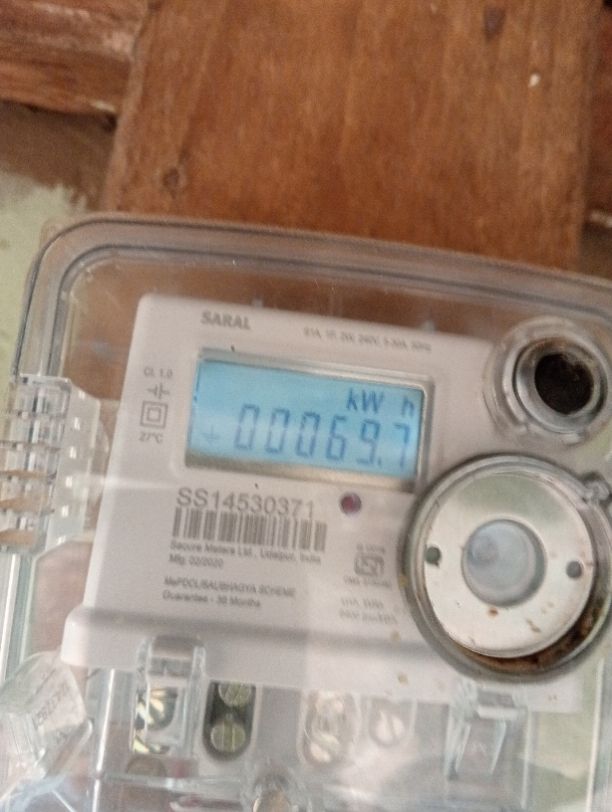 SARAL
CL 1.0
27°C
kW h
00069.7
SS14530371
Secure Meters Ltd., Udaipur, India
Mfg. 02/2020
MePDCL/SAUBHAGYA SCHEME
Guarantee - 30 Months